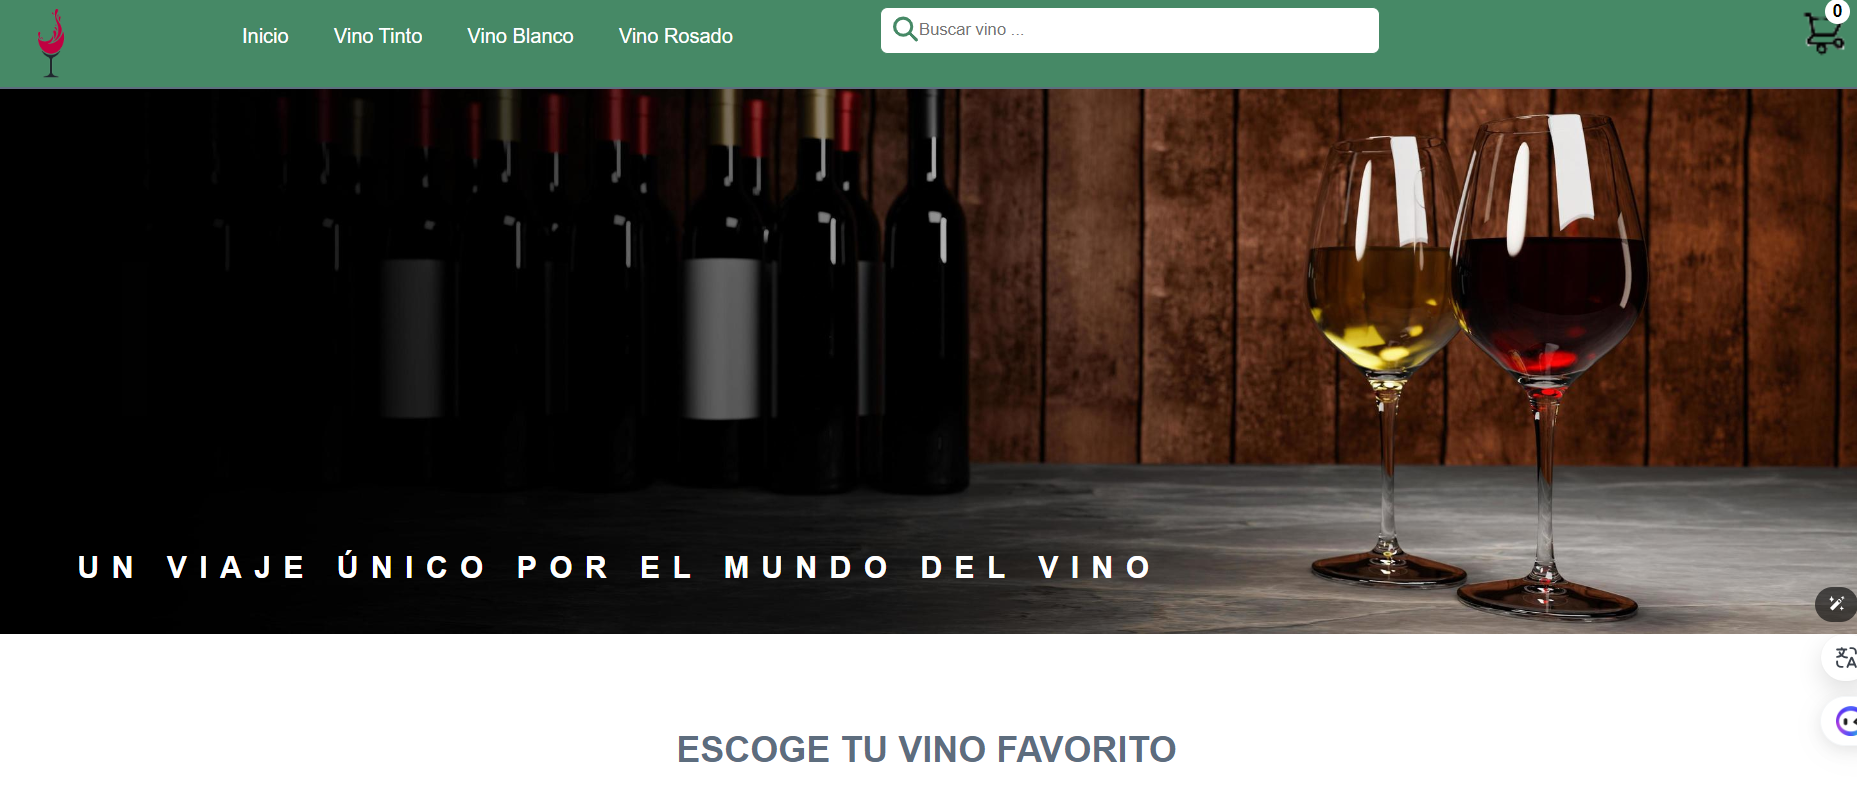 Inicio Vino Tinto Vino Blanco Vino Rosado Buscar vino ... 0
UN VIAJE ÚNICO POR EL MUNDO DEL VINO
ESCOGE TU VINO FAVORITO